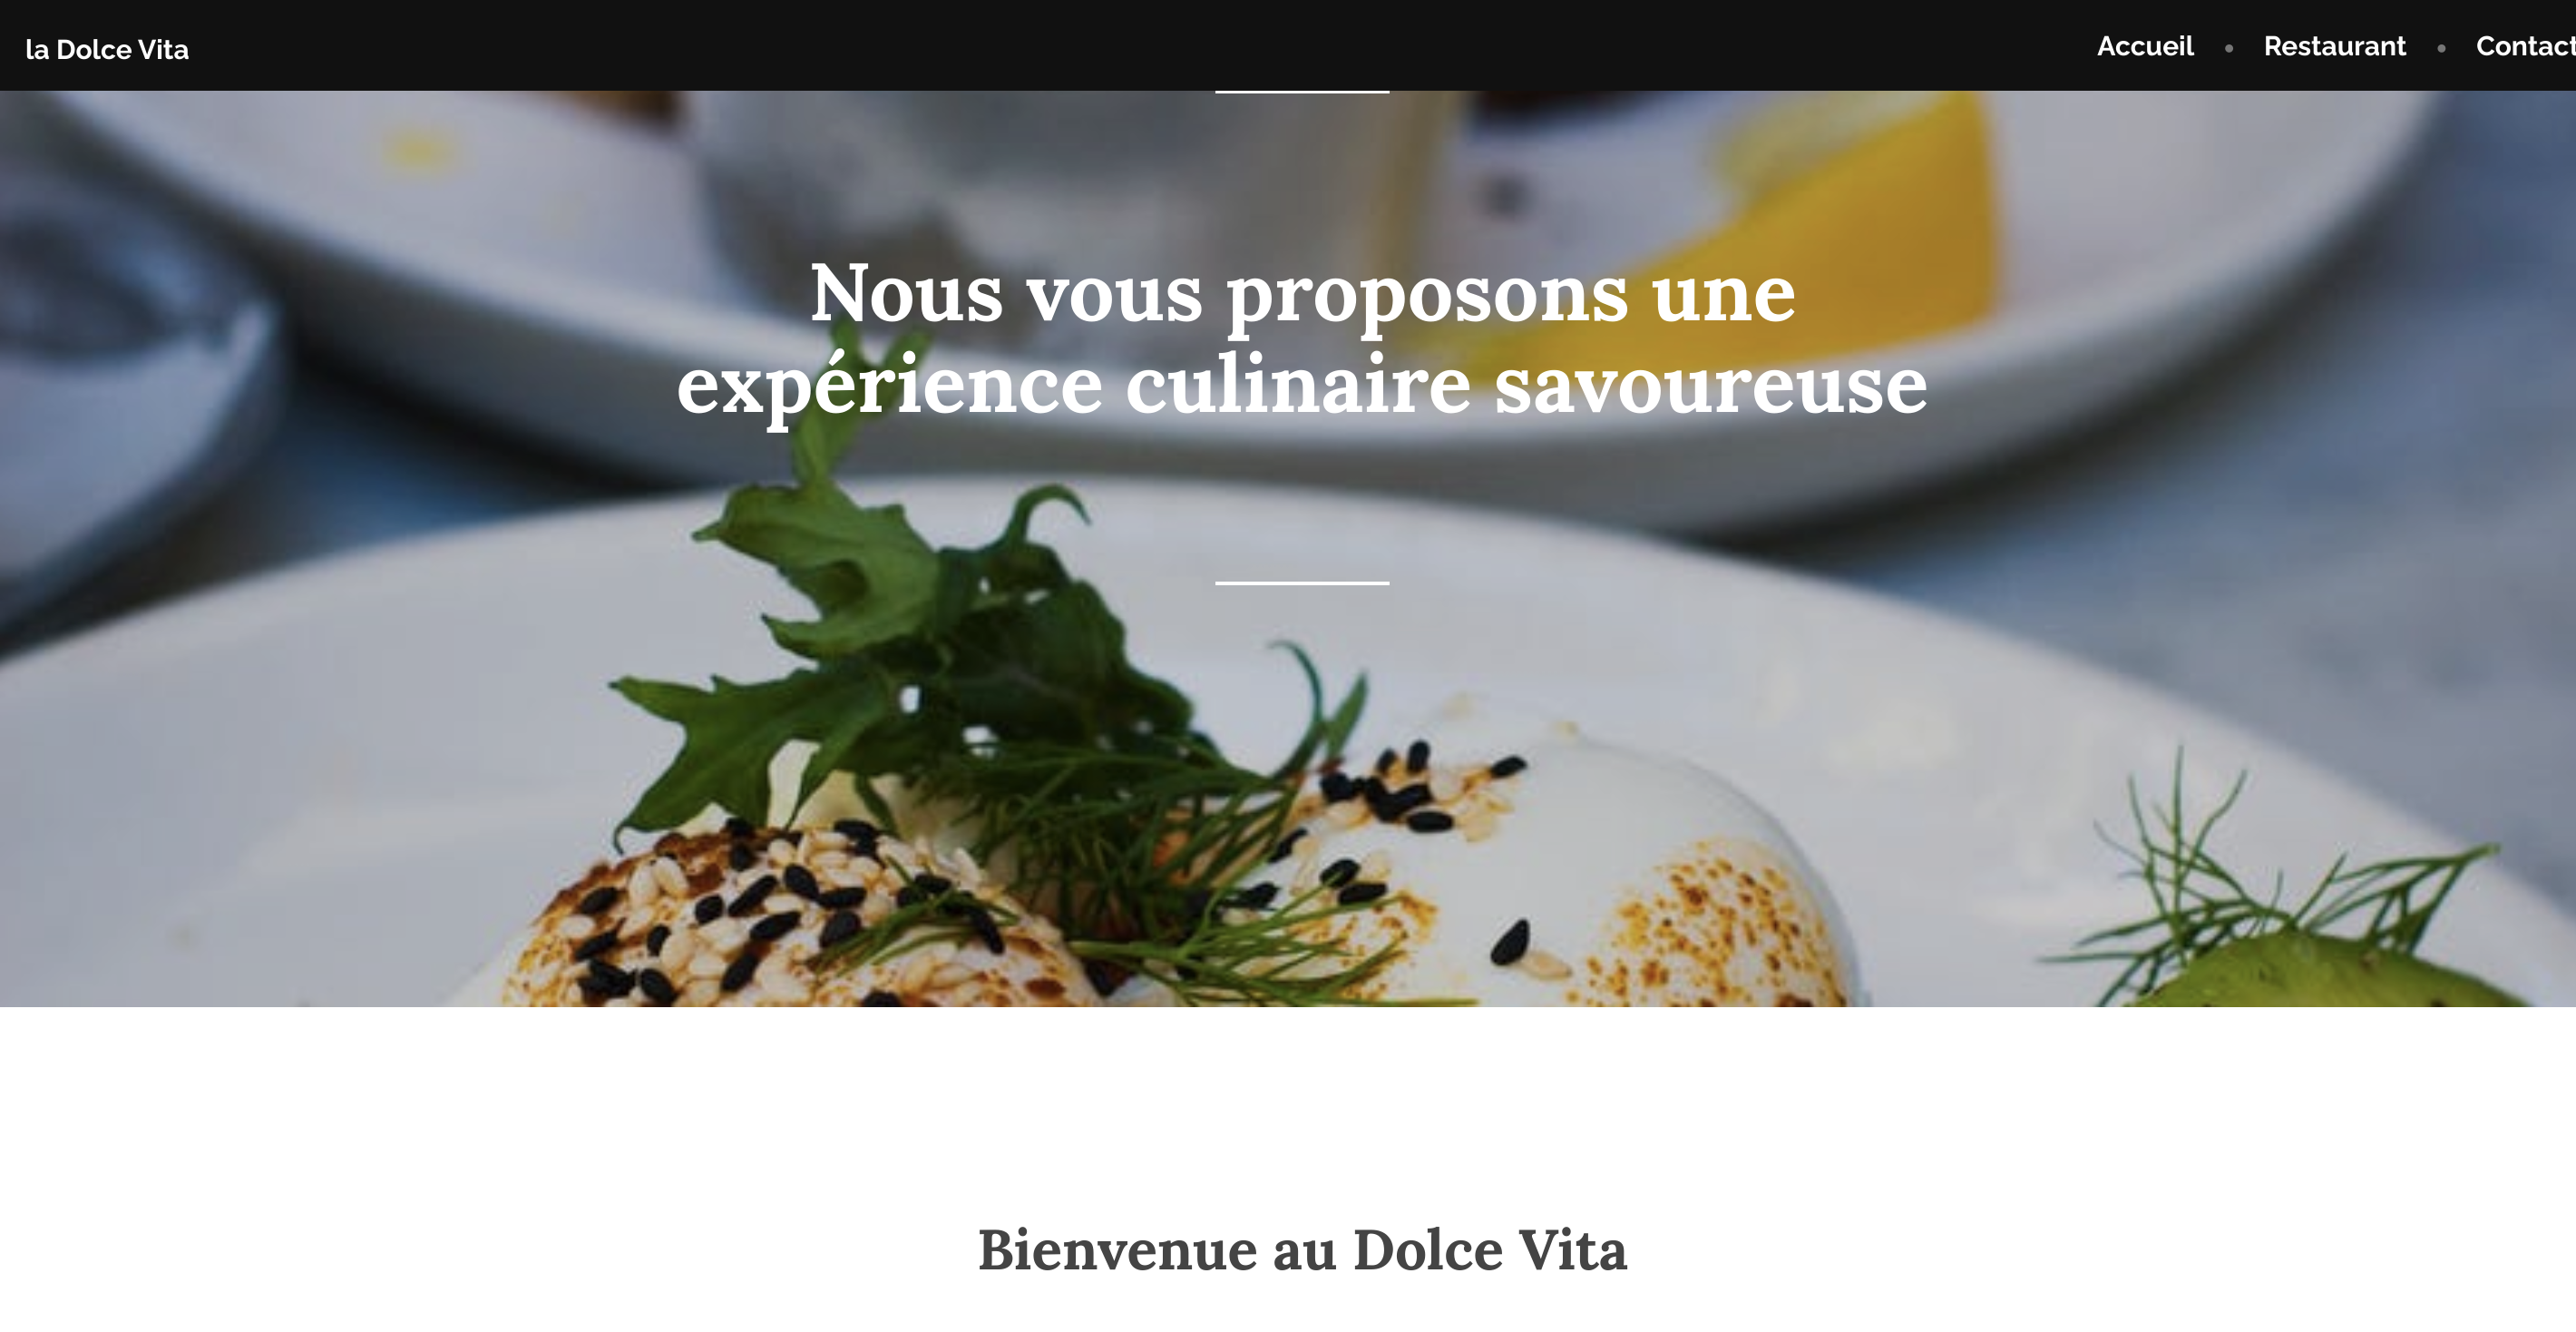 la Dolce Vita
Accueil • Restaurant • Contact
Nous vous proposons une
expérience culinaire savoureuse
Bienvenue au Dolce Vita